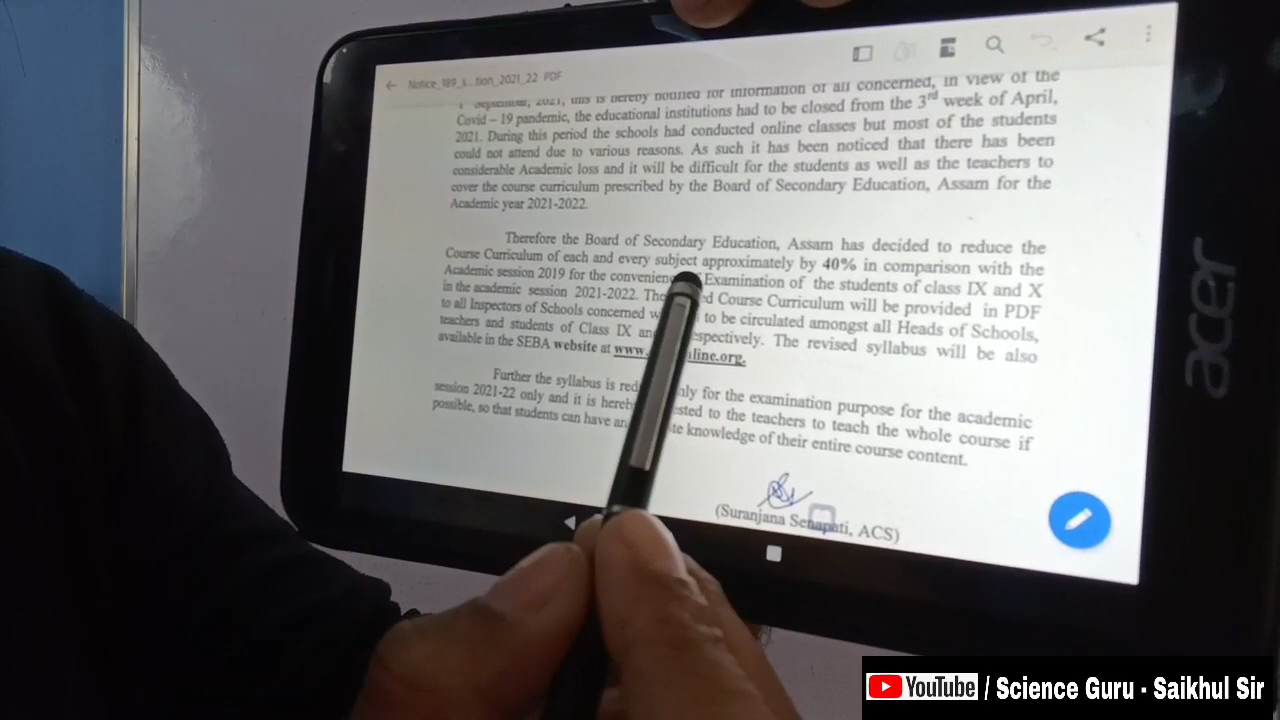 Notice_189_s...tion_2021_22 PDF
September, 2021, this is hereby notified for information of all concerned, in view of the
Covid – 19 pandemic, the educational institutions had to be closed from the 3rd week of April,
2021. During this period the schools had conducted online classes but most of the students
could not attend due to various reasons. As such it has been noticed that there has been
considerable Academic loss and it will be difficult for the students as well as the teachers to
cover the course curriculum prescribed by the Board of Secondary Education, Assam for the
Academic year 2021-2022.
Therefore the Board of Secondary Education, Assam has decided to reduce the
Course Curriculum of each and every subject approximately by 40% in comparison with the
Academic session 2019 for the Examination of the students of class IX and X
in the academic session 2021-2022. Course Curriculum will be provided in PDF
to all Inspectors of Schools concerned to be circulated amongst all Heads of Schools,
teachers and students of Class IX respectively. The revised syllabus will be also
available in the SEBA website at www.
Further the syllabus is only for the examination purpose for the academic
session 2021-22 only and it is to the teachers to teach the whole course if
possible, so that students can have knowledge of their entire course content.
(Suranjana Senapati, ACS)
acer
YouTube / Science Guru - Saikhul Sir